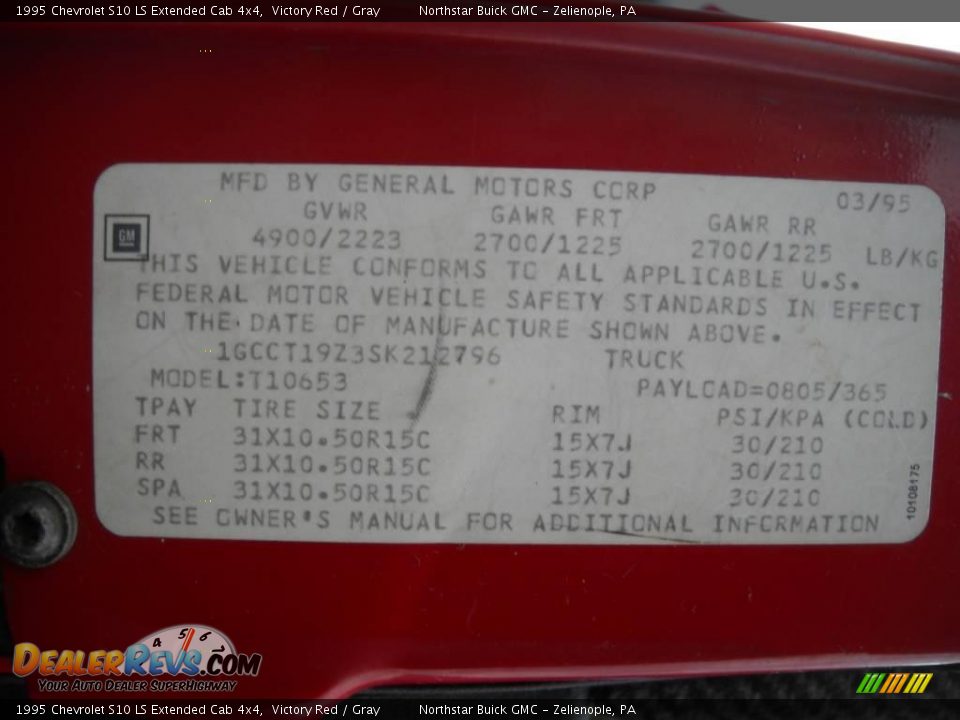 1995 Chevrolet S10 LS Extended Cab 4x4, Victory Red / Gray Northstar Buick GMC - Zelienople, PA
MFD BY GENERAL MOTORS CORP 03/95
GVWR GAWR FRT GAWR RR
GM
4900/2223 2700/1225 2700/1225 LB/KG
THIS VEHICLE CONFORMS TO ALL APPLICABLE U.S.
FEDERAL MOTOR VEHICLE SAFETY STANDARDS IN EFFECT
ON THE DATE OF MANUFACTURE SHOWN ABOVE.
1GCCT19Z3SK212796 TRUCK
MODEL:T10653 PAYLOAD=0805/365
TPAY TIRE SIZE RIM PSI/KPA (COLD)
FRT 31X10.50R15C 15X7J 30/210
RR 31X10.50R15C 15X7J 30/210
SPA 31X10.50R15C 15X7J 30/210
SEE OWNER'S MANUAL FOR ADDITIONAL INFORMATION
10108175
4 5 6
DEALERREVS.COM
YOUR AUTO DEALER SUPERHIGHWAY
1995 Chevrolet S10 LS Extended Cab 4x4, Victory Red / Gray Northstar Buick GMC - Zelienople, PA